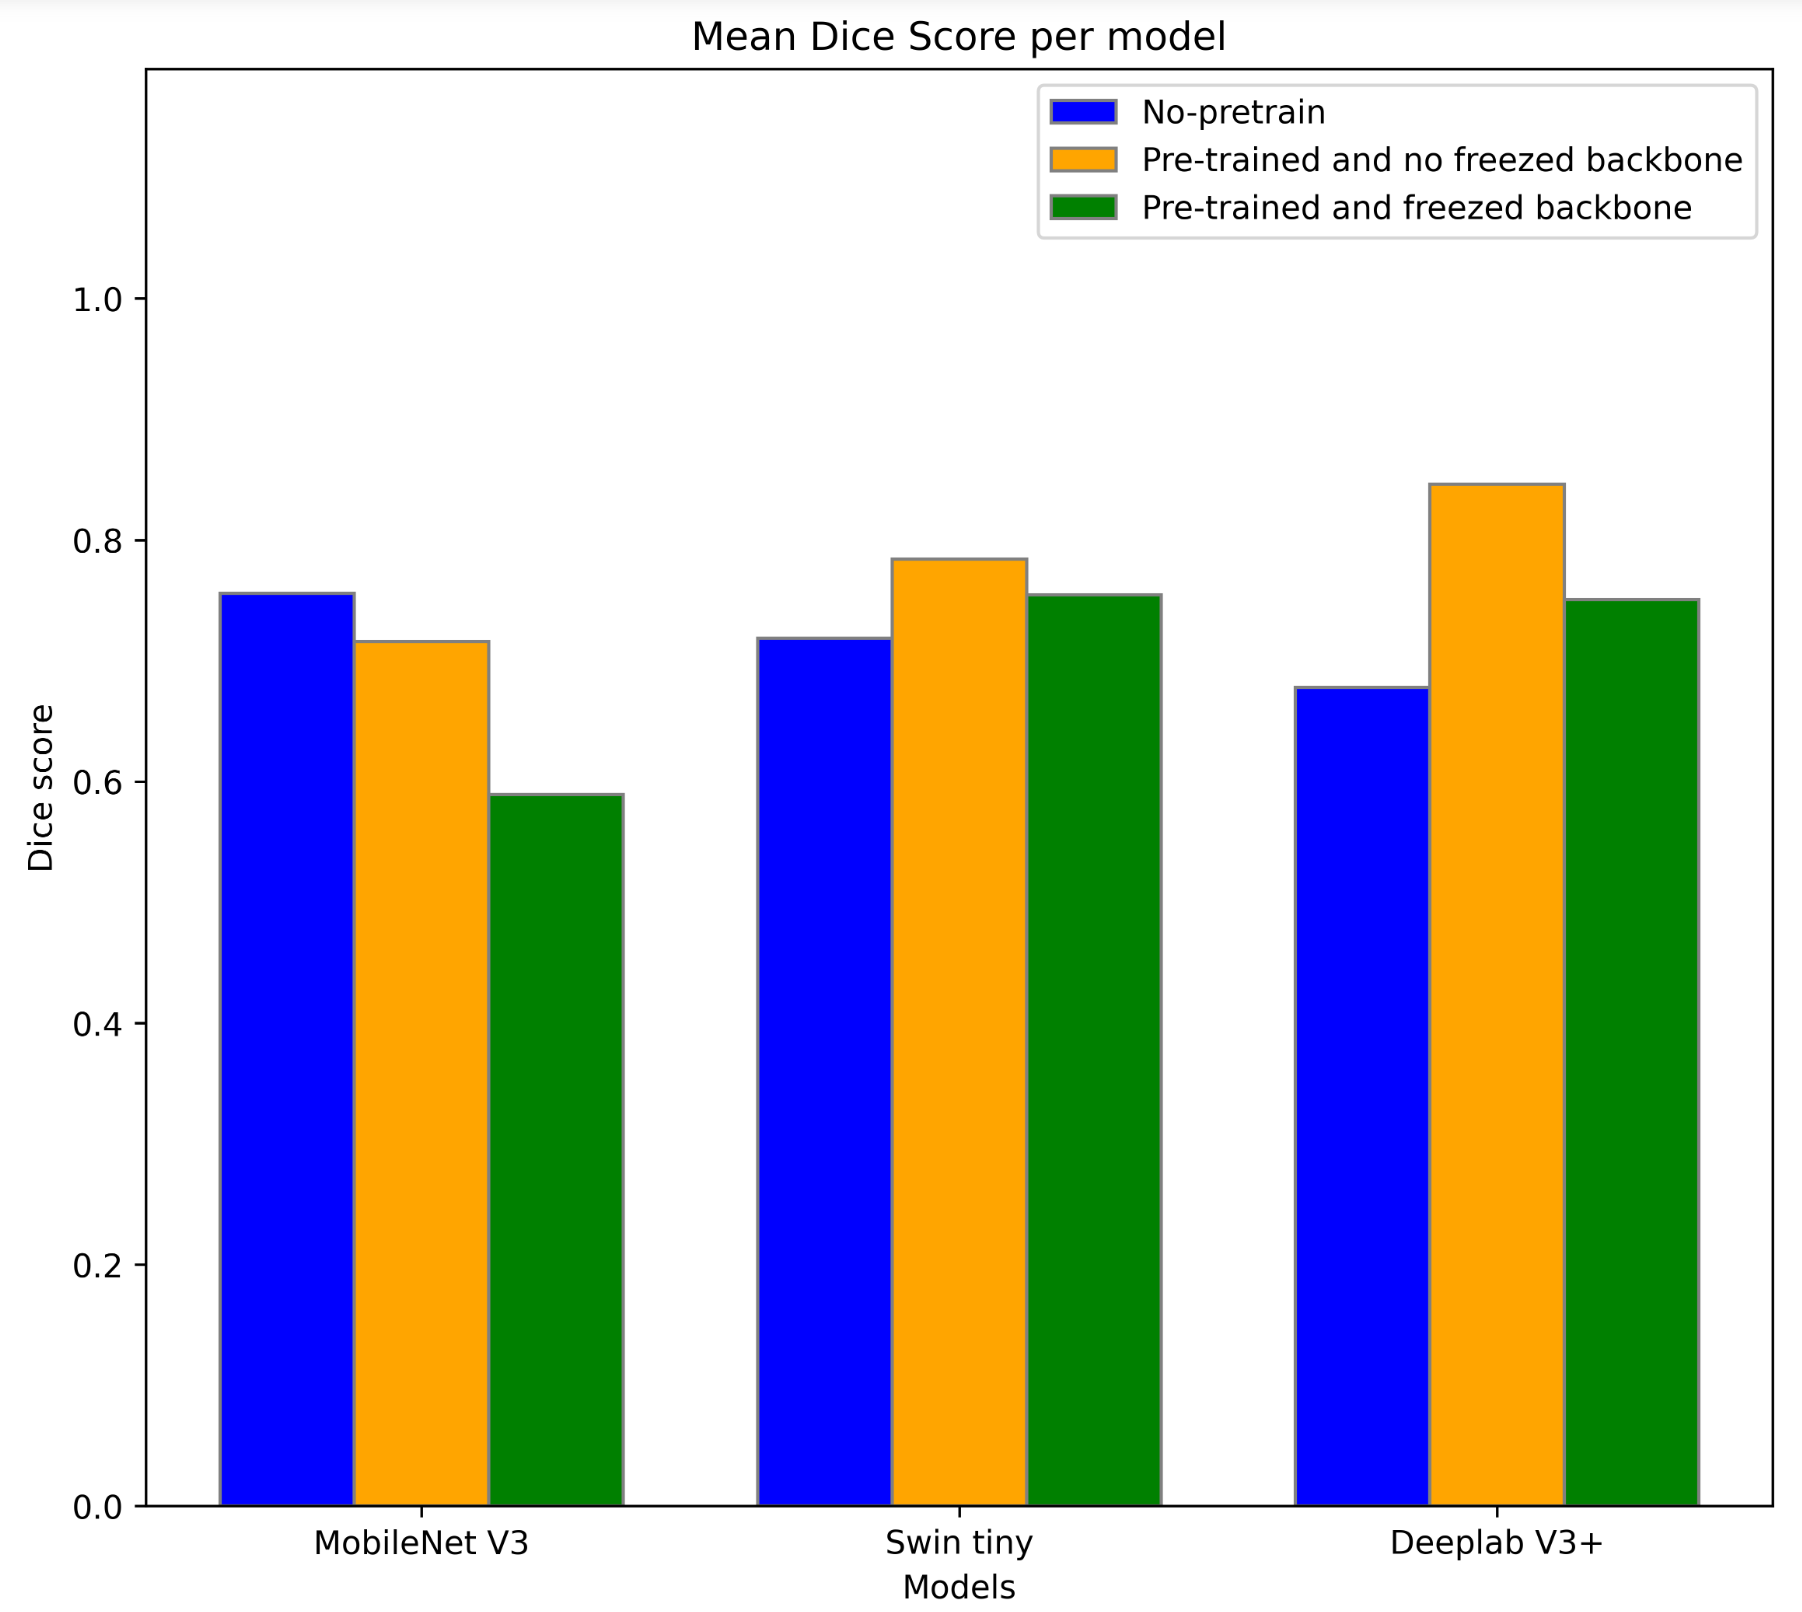 Mean Dice Score per model
No-pretrain
Pre-trained and no freezed backbone
Pre-trained and freezed backbone
1.0
0.8
0.6
0.4
0.2
0.0
Dice score
MobileNet V3
Swin tiny
Deeplab V3+
Models